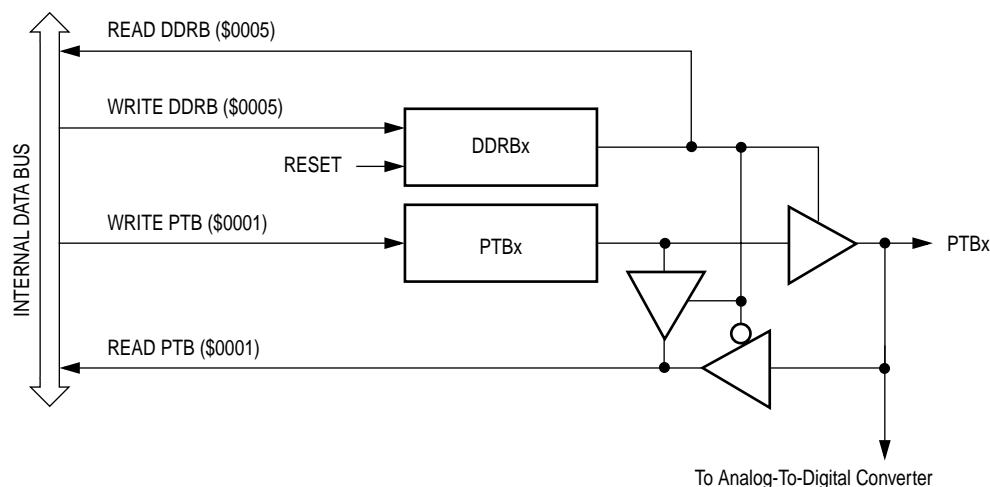 READ DDRB ($0005)
WRITE DDRB ($0005)
RESET
DDRBx
INTERNAL DATA BUS
WRITE PTB ($0001)
PTBx
PTBx
READ PTB ($0001)
To Analog-To-Digital Converter